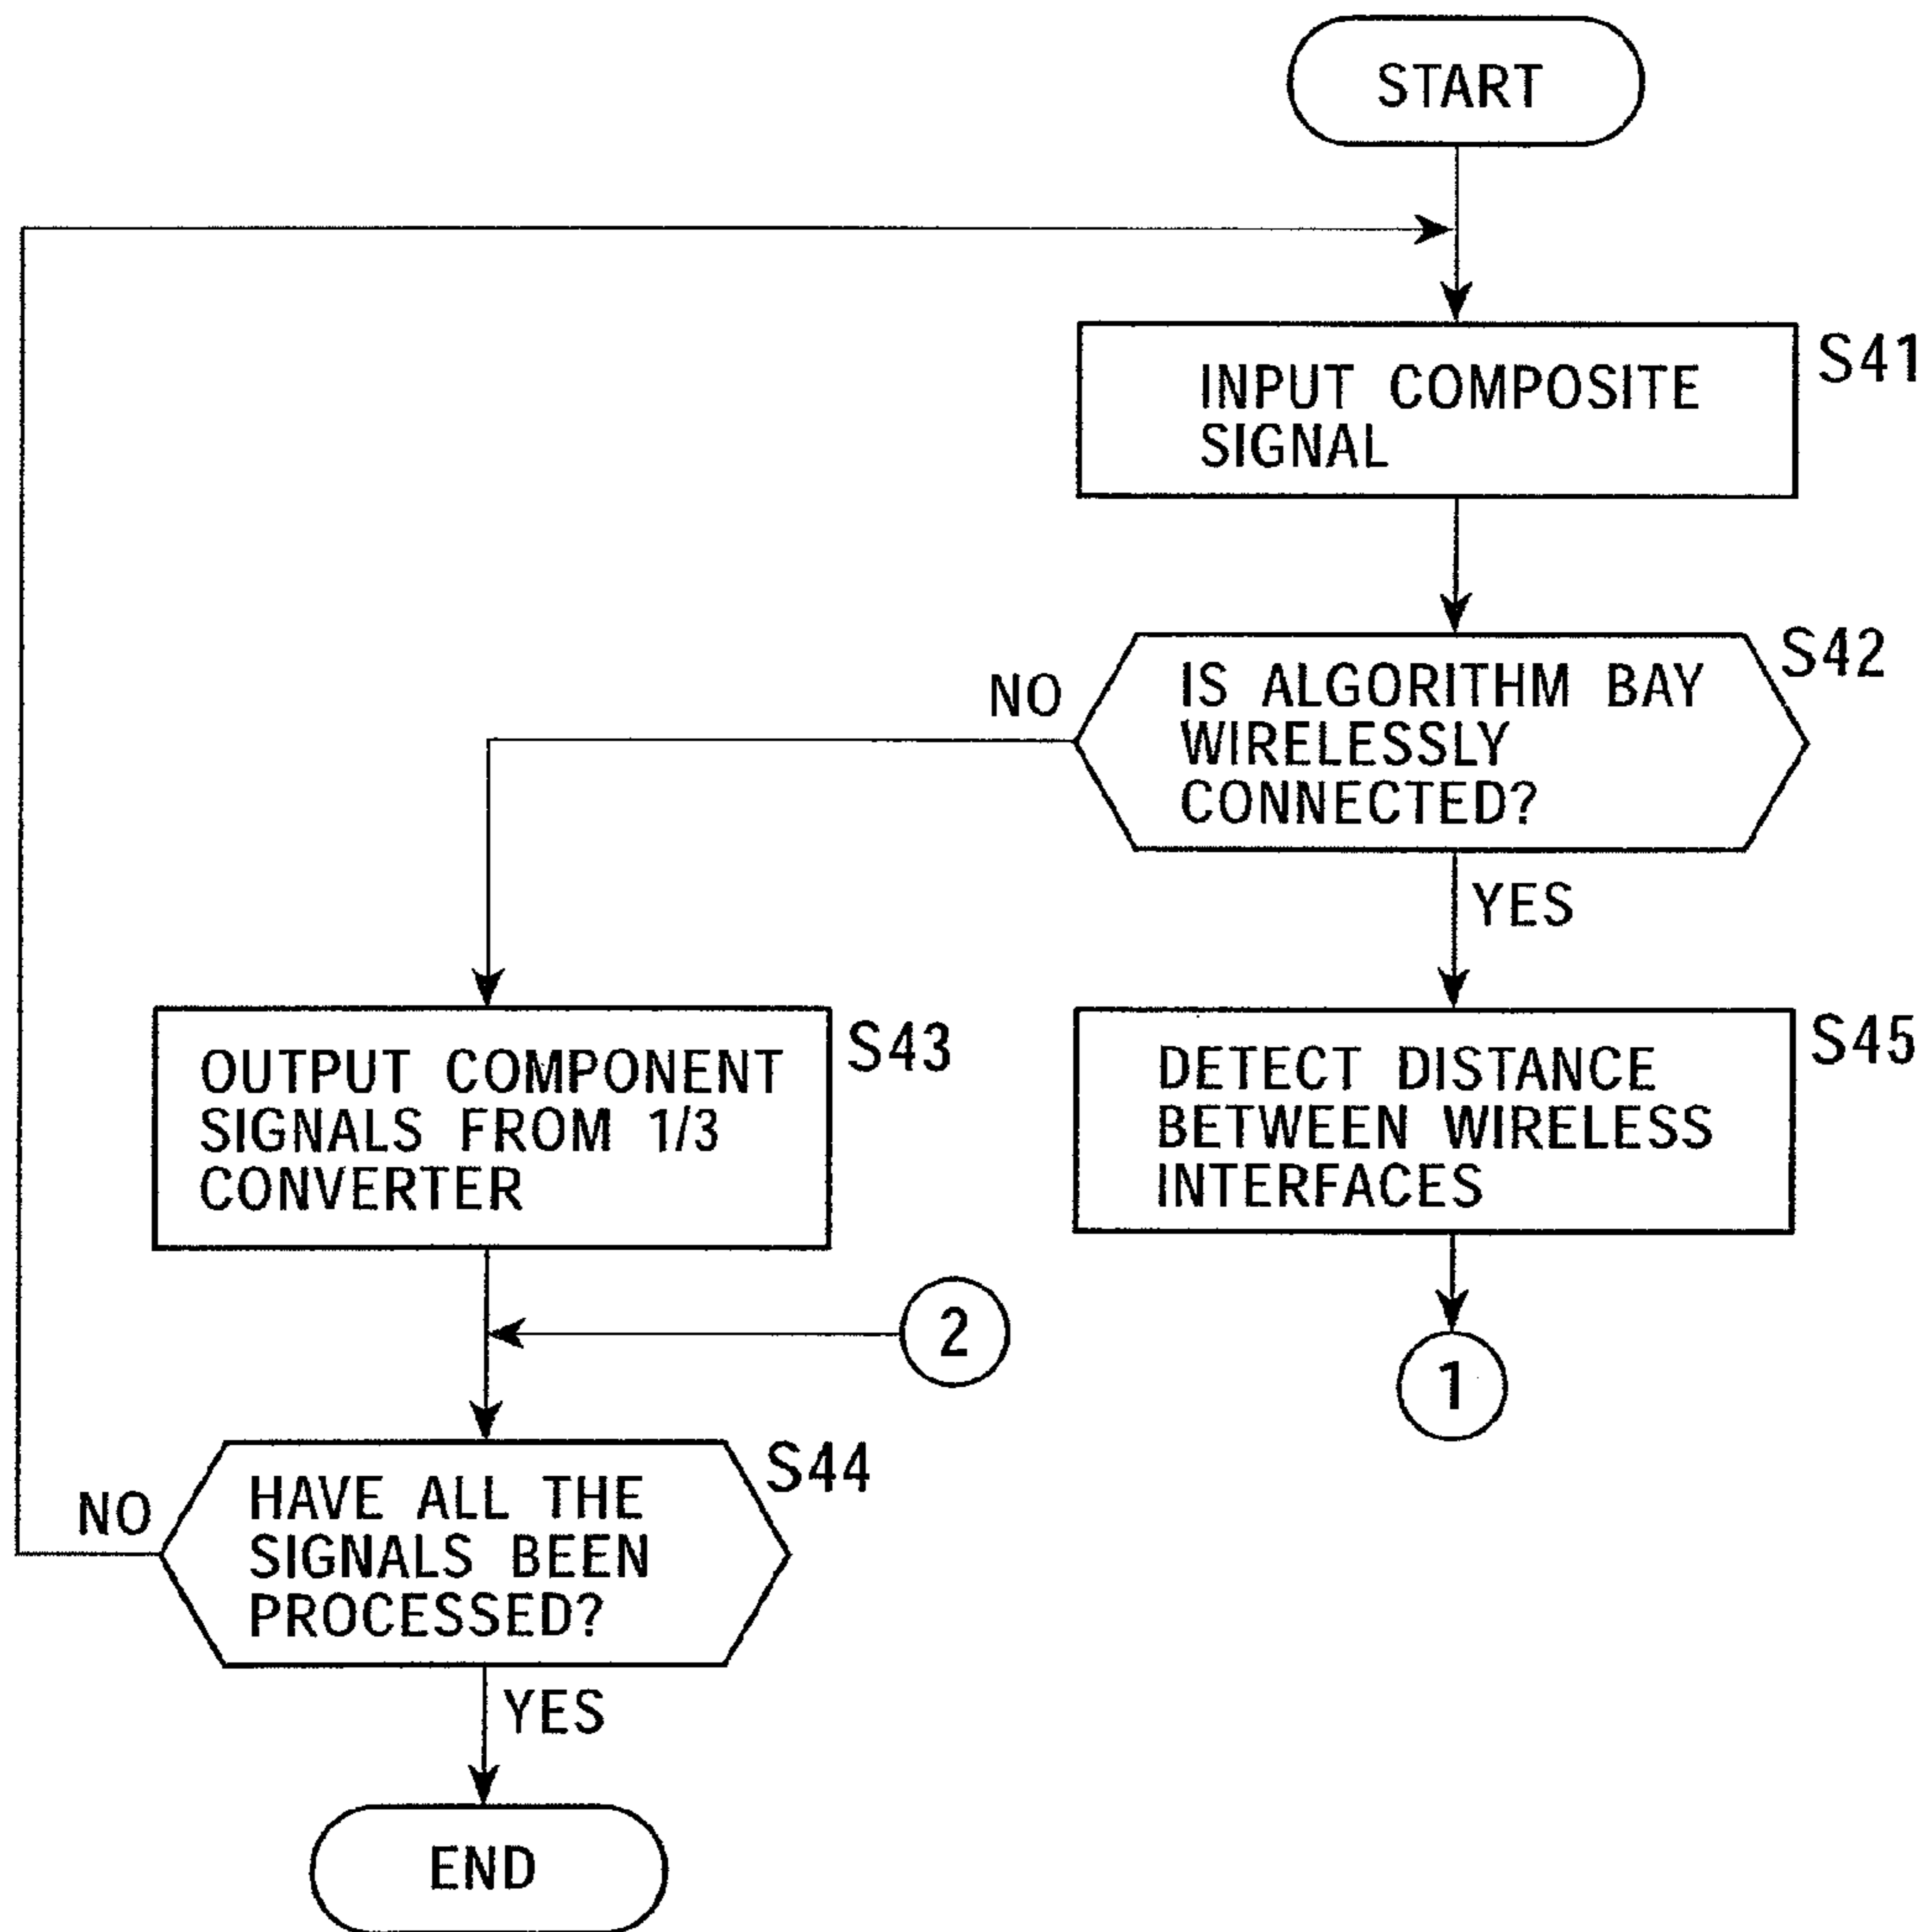 START
INPUT COMPOSITE
SIGNAL
S41
IS ALGORITHM BAY
WIRELESSLY
CONNECTED?
S42
NO
YES
OUTPUT COMPONENT
SIGNALS FROM 1/3
CONVERTER
S43
DETECT DISTANCE
BETWEEN WIRELESS
INTERFACES
S45
2
1
HAVE ALL THE
SIGNALS BEEN
PROCESSED?
S44
NO
YES
END